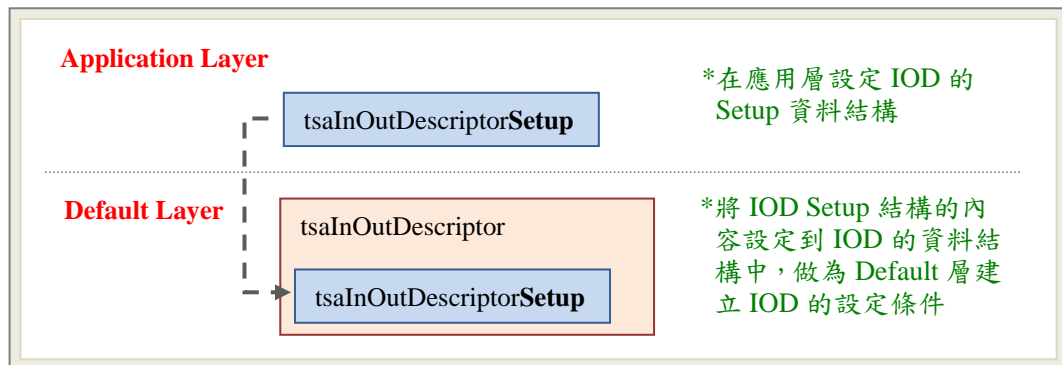 Application Layer
tsaInOutDescriptorSetup
*在應用層設定 IOD 的
Setup 資料結構
Default Layer
tsaInOutDescriptor
tsaInOutDescriptorSetup
*將 IOD Setup 結構的內
容設定到 IOD 的資料結
構中，做為 Default 層建
立 IOD 的設定條件